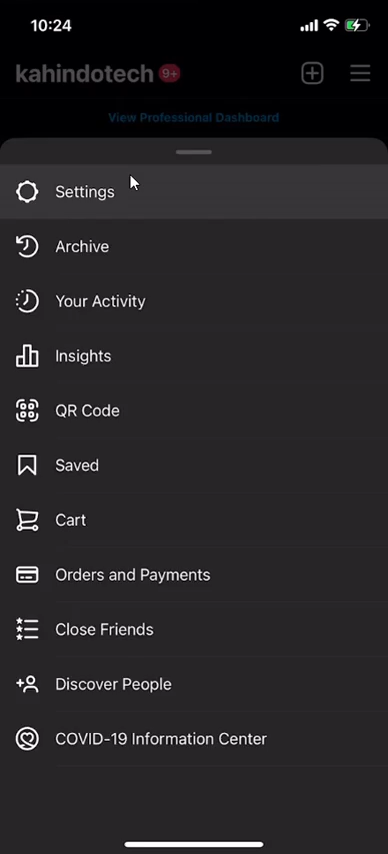 10:24
kahindotech 9+
View Professional Dashboard
Settings
Archive
Your Activity
Insights
QR Code
Saved
Cart
Orders and Payments
Close Friends
Discover People
COVID-19 Information Center